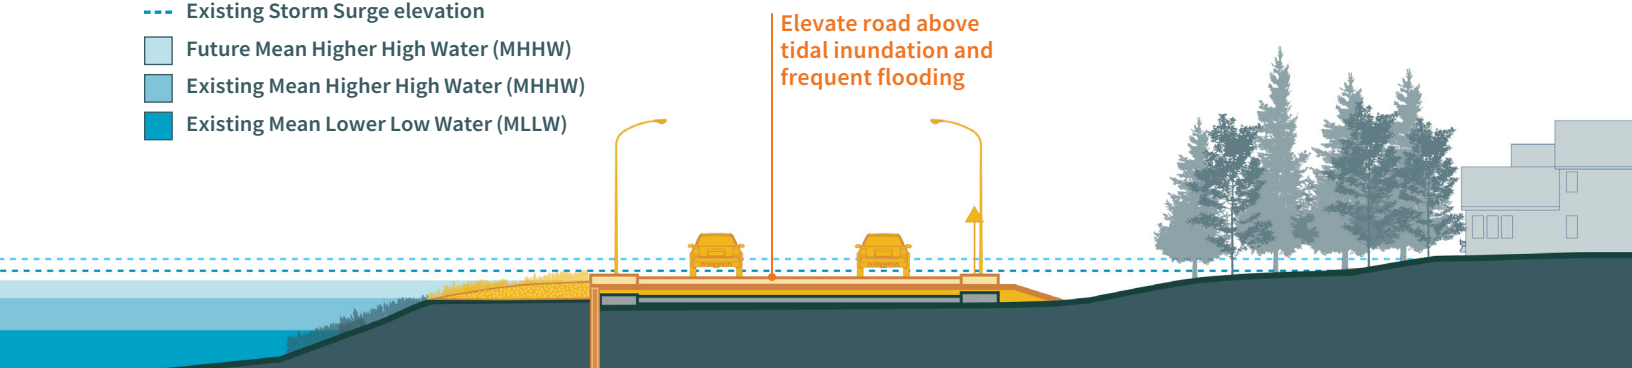 Existing Storm Surge elevation
Future Mean Higher High Water (MHHW)
Existing Mean Higher High Water (MHHW)
Existing Mean Lower Low Water (MLLW)
Elevate road above
tidal inundation and
frequent flooding